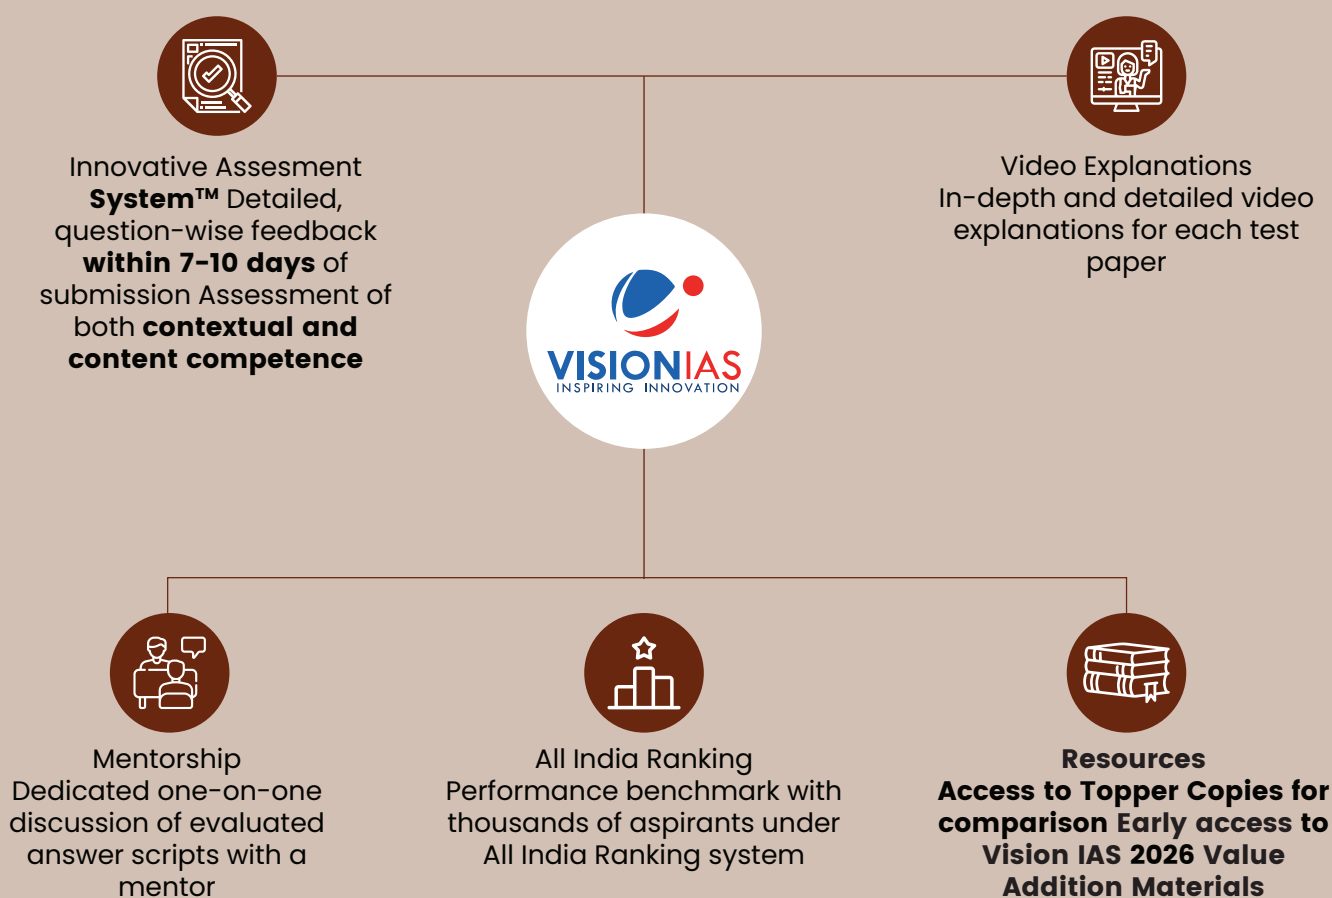 Innovative Assesment
System™ Detailed,
question-wise feedback
within 7-10 days of
submission Assessment of
both contextual and
content competence
Video Explanations
In-depth and detailed video
explanations for each test
paper
VISIONIAS
INSPIRING INNOVATION
Mentorship
Dedicated one-on-one
discussion of evaluated
answer scripts with a
mentor
All India Ranking
Performance benchmark with
thousands of aspirants under
All India Ranking system
Resources
Access to Topper Copies for
comparison Early access to
Vision IAS 2026 Value
Addition Materials